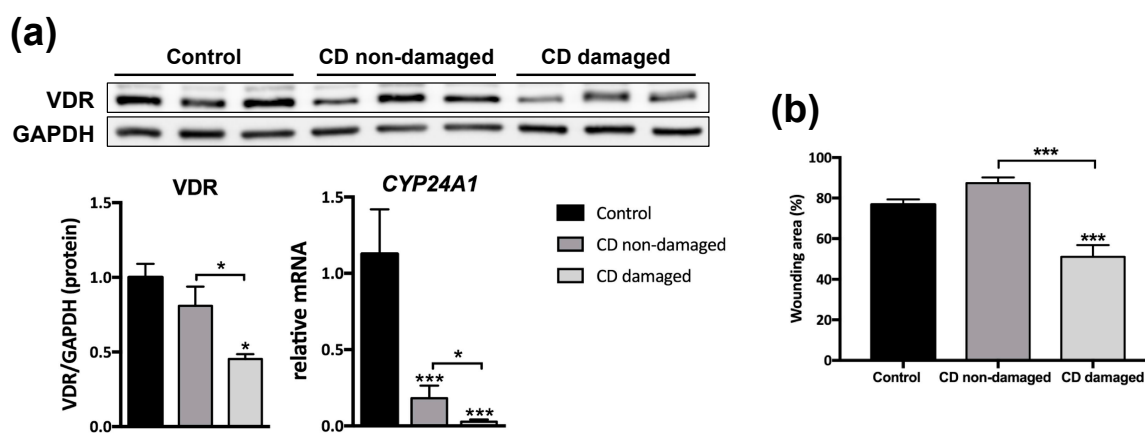 (a)
Control CD non-damaged CD damaged
VDR
GAPDH
VDR
VDR/GAPDH (protein)
1.5
1.0
0.5
0.0
*
*
CYP24A1
relative mRNA
1.5
1.0
0.5
0.0
***
*
***
Control
CD non-damaged
CD damaged
(b)
Wounding area (%)
100
80
60
40
20
0
***
***
Control CD non-damaged CD damaged